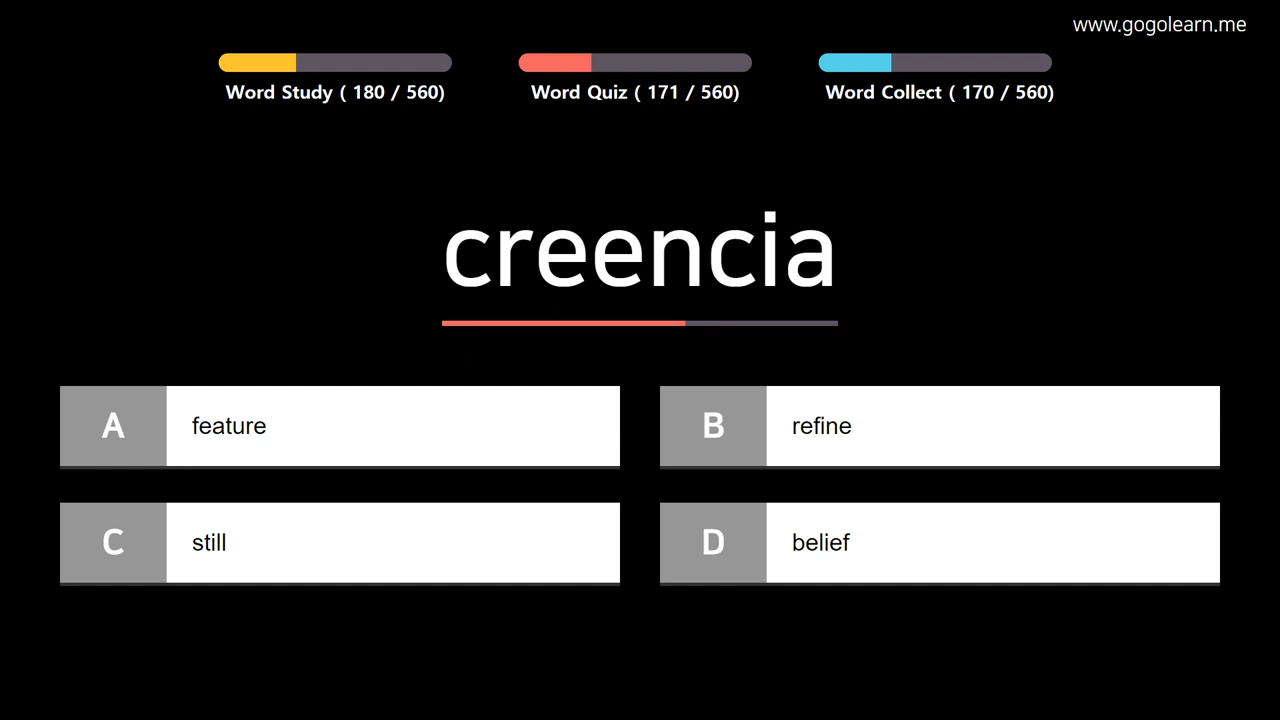 www.gogolearn.me
Word Study ( 180 / 560)
Word Quiz ( 171 / 560)
Word Collect ( 170 / 560)
creencia
A feature
B refine
C still
D belief